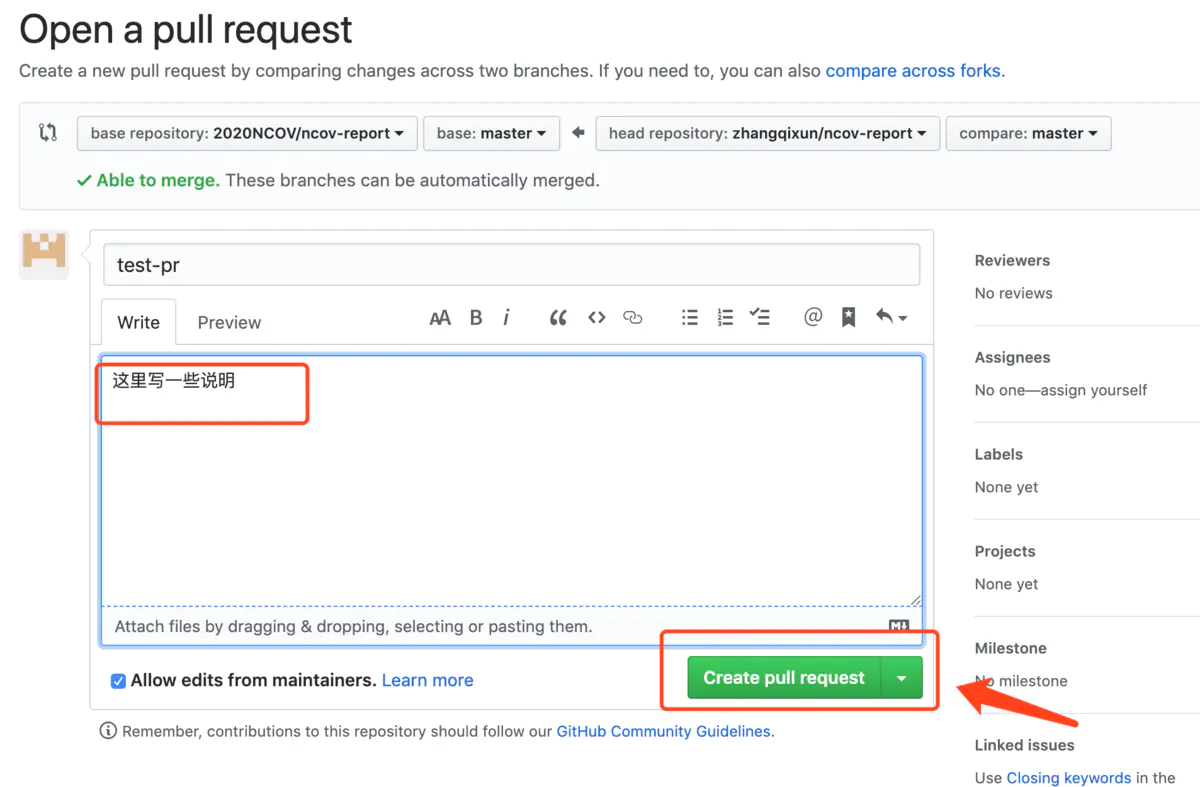 Open a pull request
Create a new pull request by comparing changes across two branches. If you need to, you can also compare across forks.
base repository: 2020NCOV/ncov-report base: master head repository: zhangqixun/ncov-report compare: master
Able to merge. These branches can be automatically merged.
test-pr
Write Preview
AA B i @
这里写一些说明
Attach files by dragging & dropping, selecting or pasting them.
Allow edits from maintainers. Learn more
Create pull request
Remember, contributions to this repository should follow our GitHub Community Guidelines.
Reviewers
No reviews
Assignees
No one—assign yourself
Labels
None yet
Projects
None yet
Milestone
No milestone
Linked issues
Use Closing keywords in the